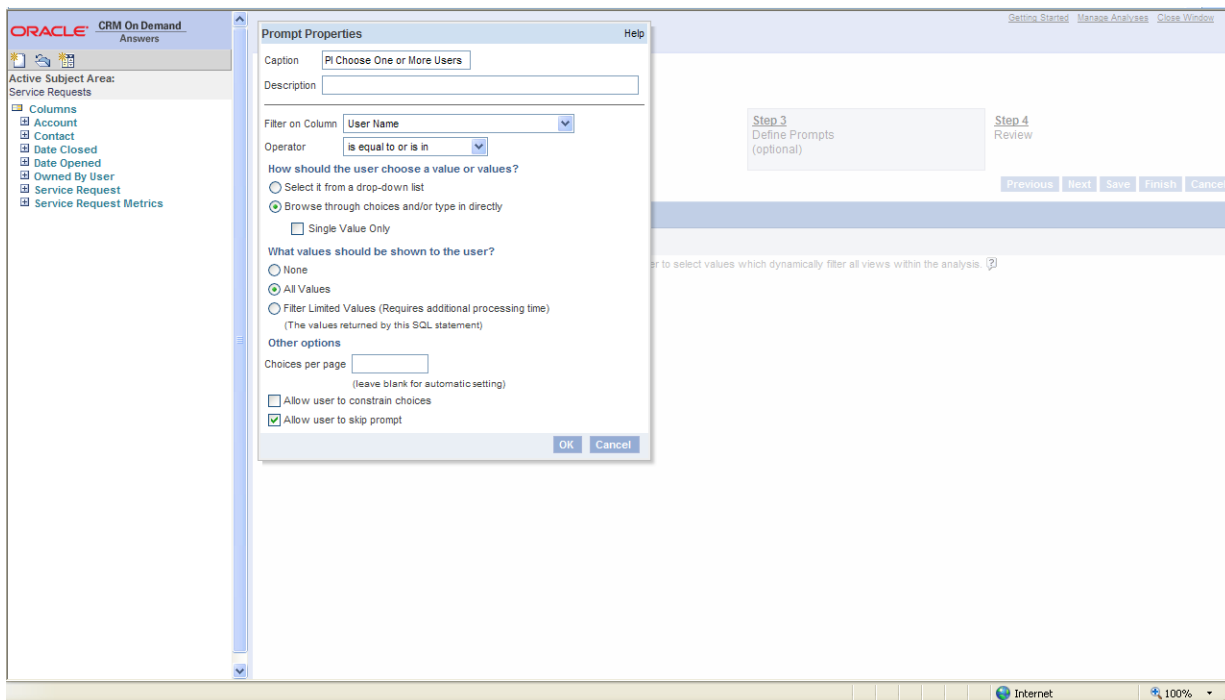 Getting Started Manage Analyses Close Window
ORACLE CRM On Demand
Answers
Active Subject Area:
Service Requests
Columns
Account
Contact
Date Closed
Date Opened
Owned By User
Service Request
Service Request Metrics
Prompt Properties Help
Caption PI Choose One or More Users
Description
Filter on Column User Name
Operator is equal to or is in
How should the user choose a value or values?
Select it from a drop-down list
Browse through choices and/or type in directly
Single Value Only
What values should be shown to the user?
None
All Values
Filter Limited Values (Requires additional processing time)
(The values returned by this SQL statement)
Other options
Choices per page
(leave blank for automatic setting)
Allow user to constrain choices
Allow user to skip prompt
OK Cancel
Step 3
Define Prompts
(optional)
Step 4
Review
Previous Next Save Finish Cancel
er to select values which dynamically filter all views within the analysis. ?
Internet 100%